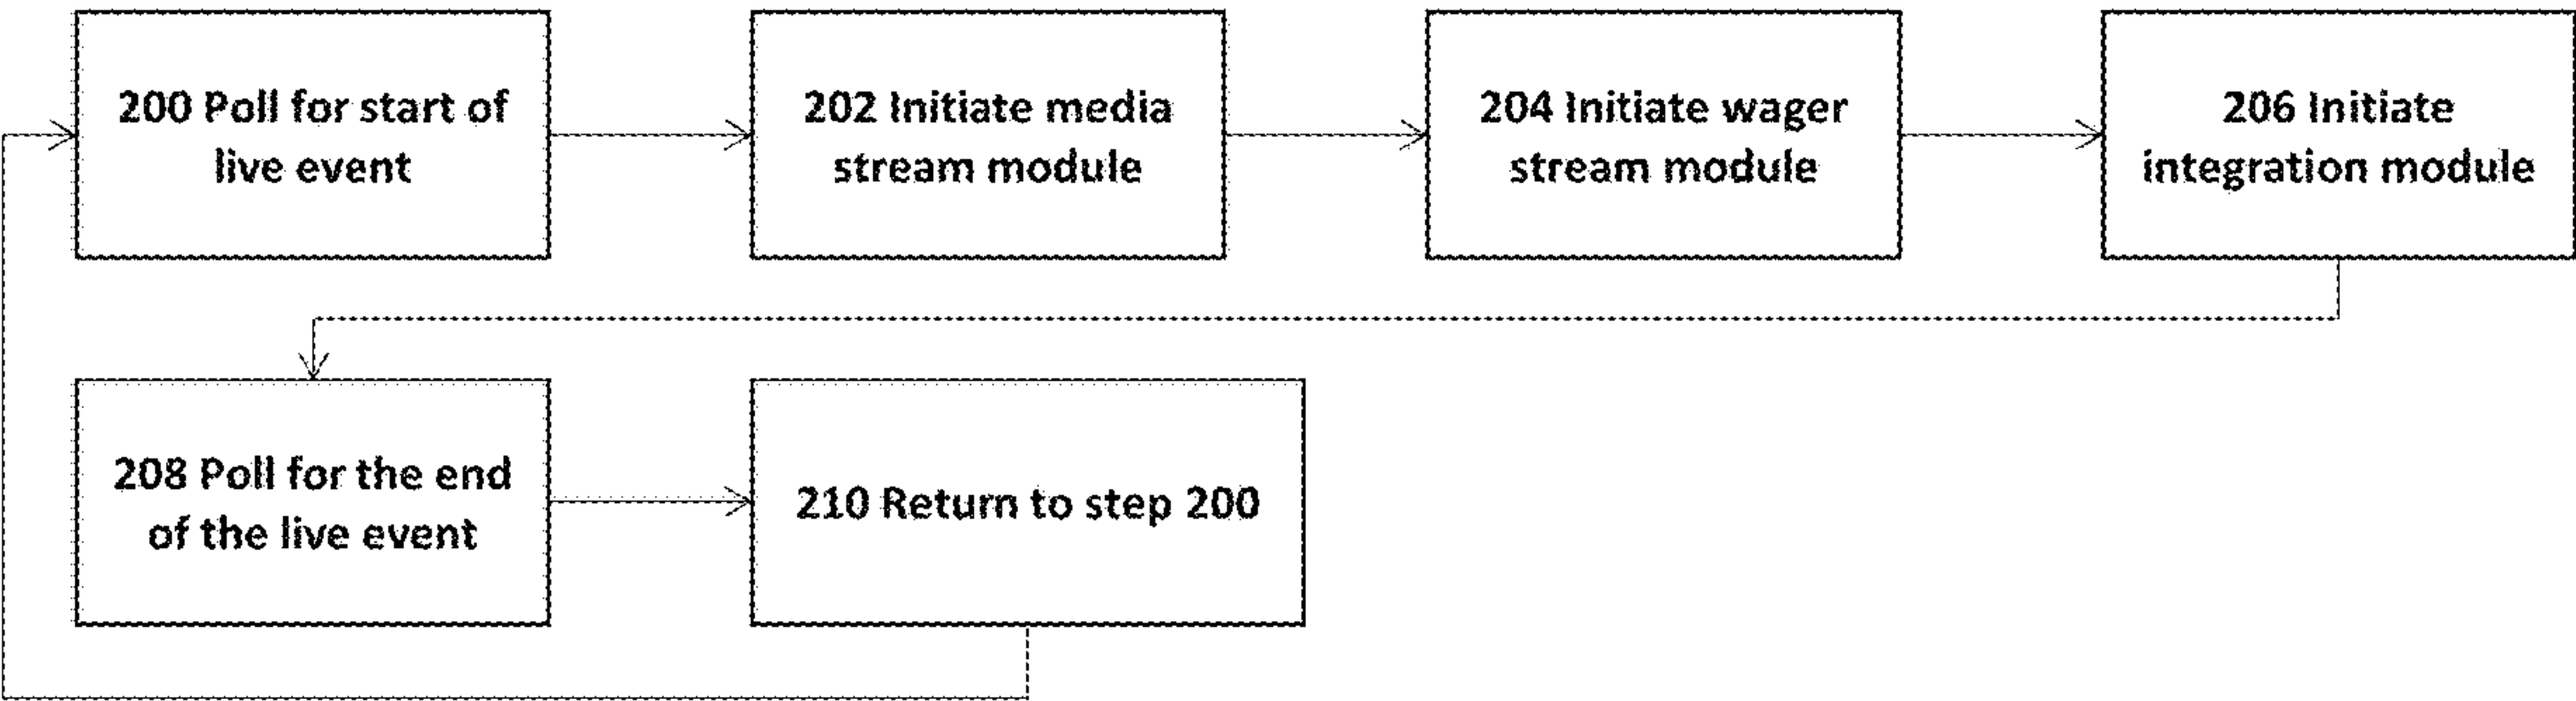 200 Poll for start of
live event
202 Initiate media
stream module
204 Initiate wager
stream module
206 Initiate
integration module
208 Poll for the end
of the live event
210 Return to step 200